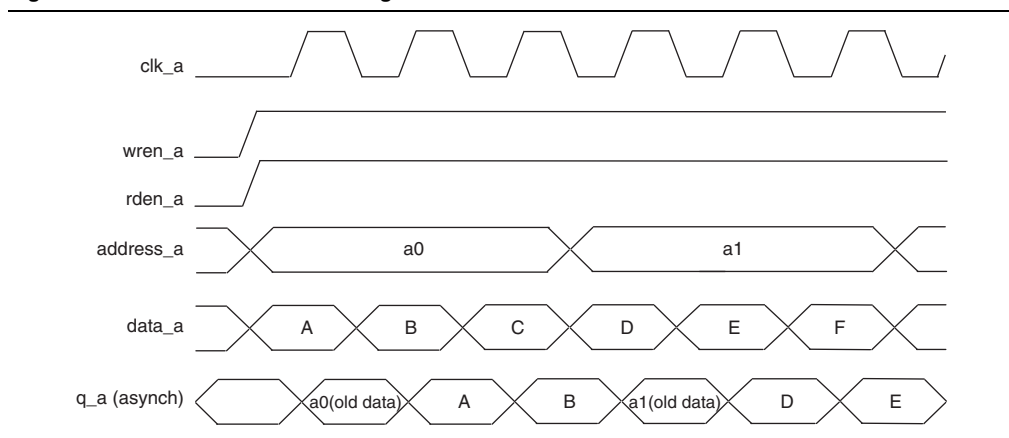 clk_a
wren_a
rden_a
address_a a0 a1
data_a A B C D E F
q_a (asynch) a0(old data) A B a1(old data) D E